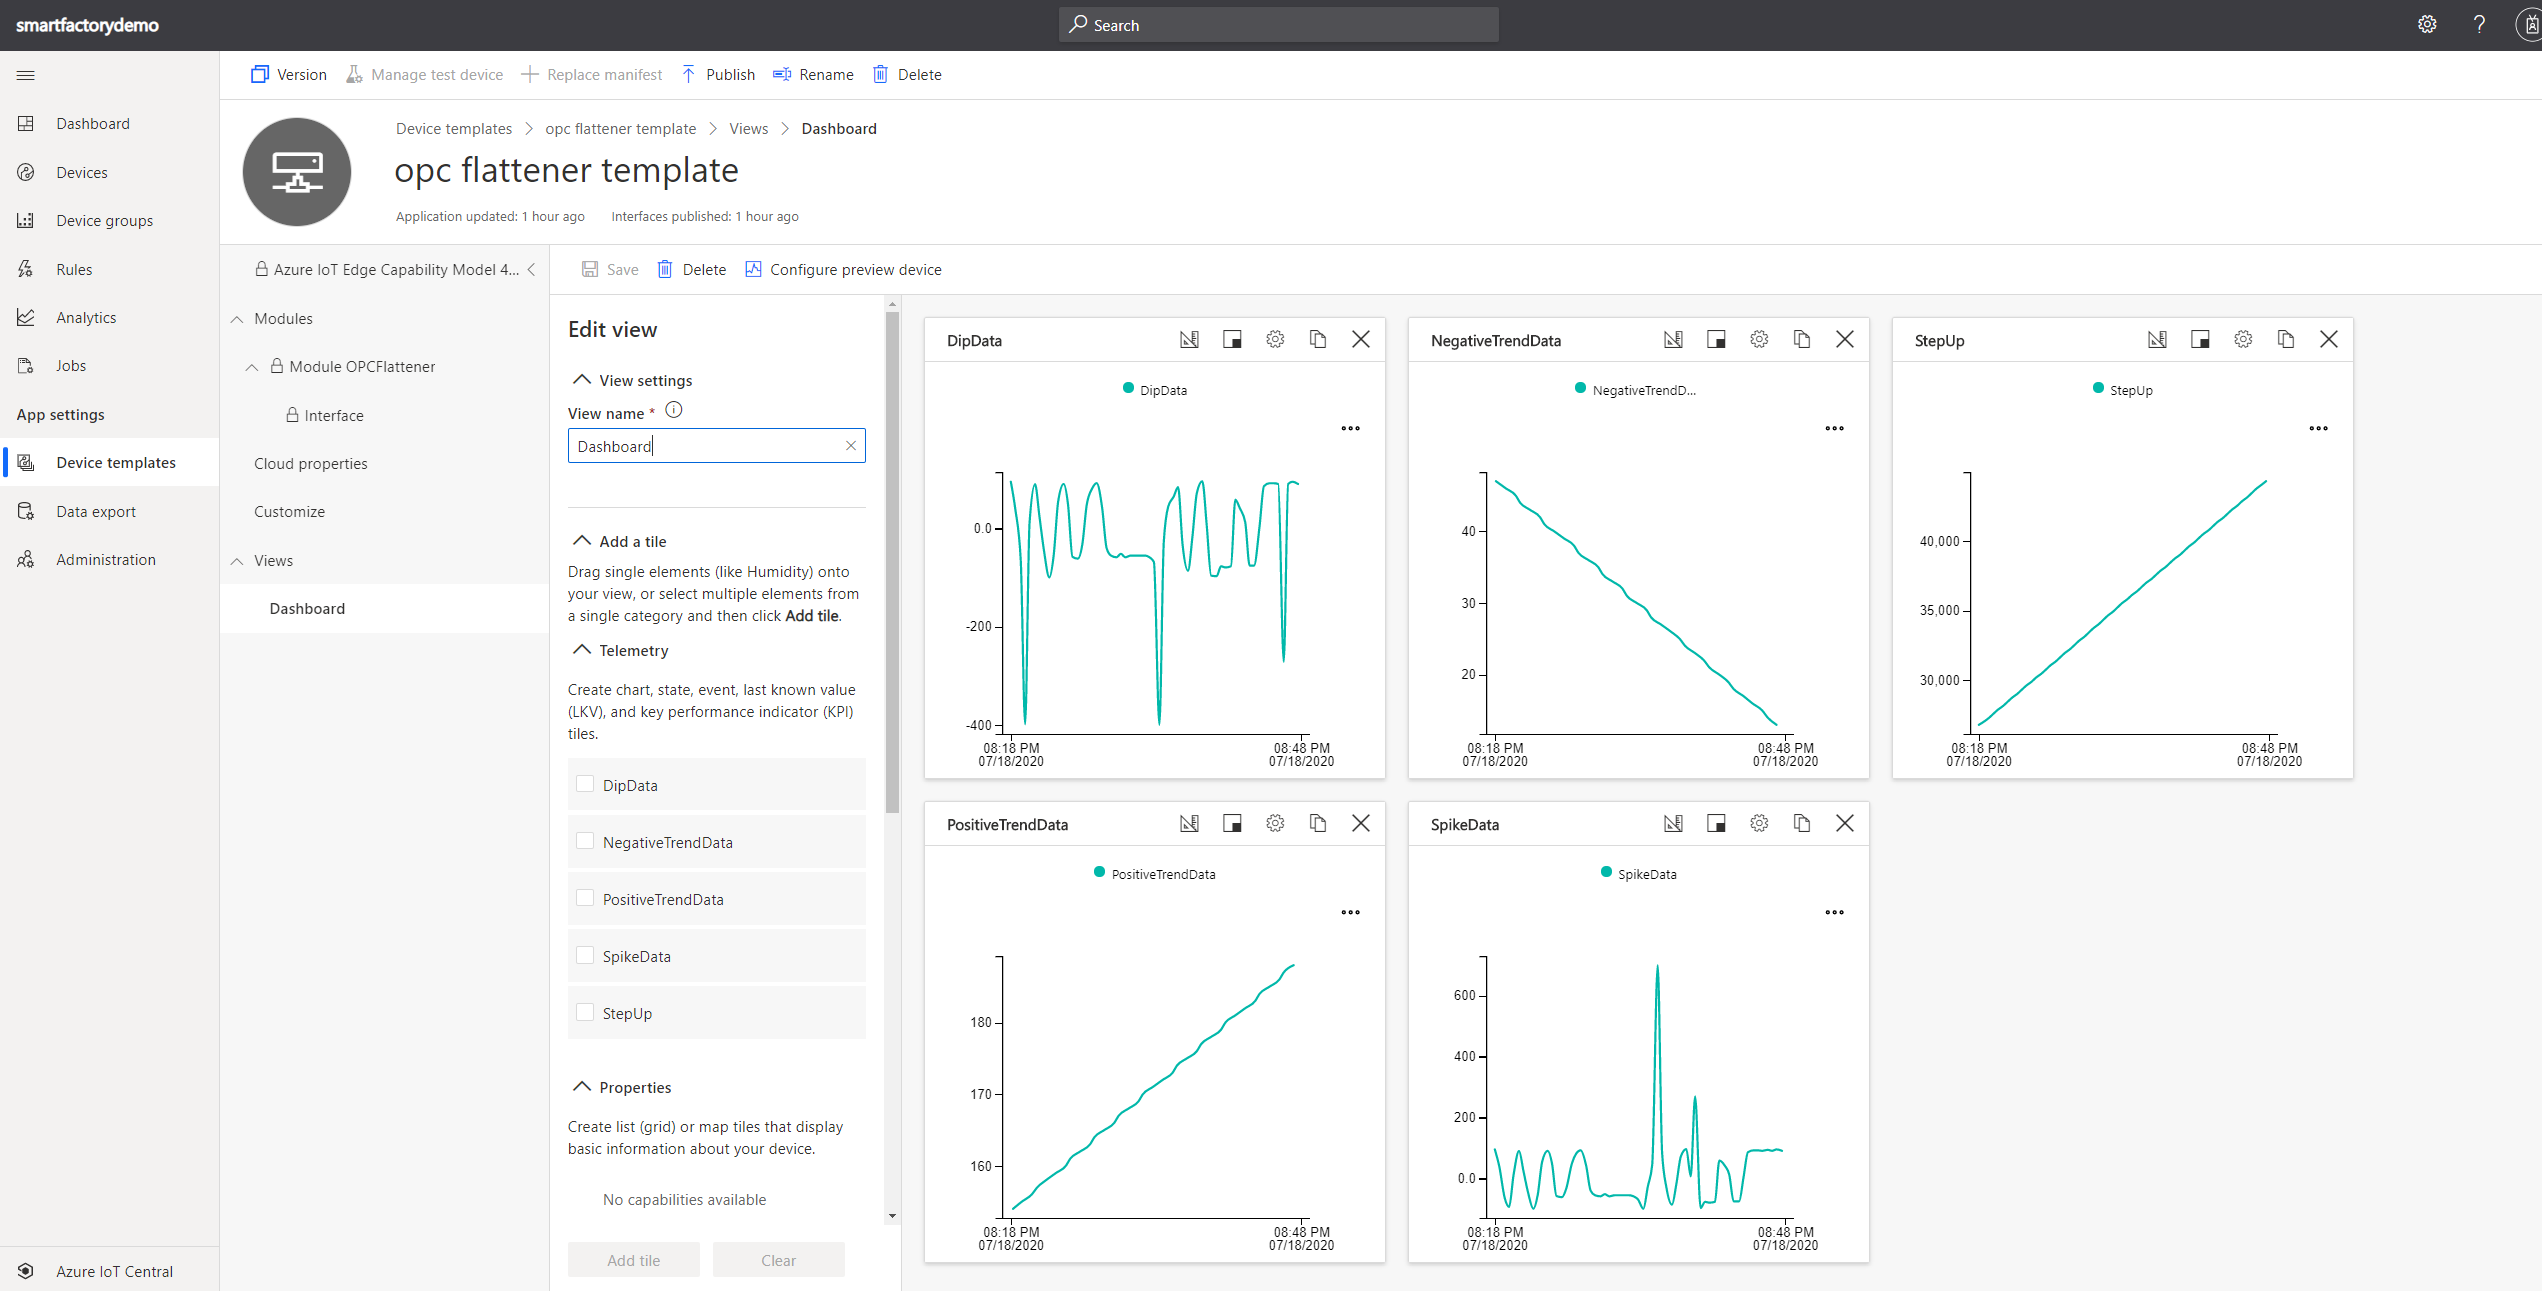 smartfactorydemo
Search
?
Version
Manage test device
Replace manifest
Publish
Rename
Delete
Dashboard
Devices
Device groups
Rules
Analytics
Jobs
App settings
Device templates
Data export
Administration
Azure IoT Central
Device templates > opc flattener template > Views > Dashboard
opc flattener template
Application updated: 1 hour ago
Interfaces published: 1 hour ago
Azure IoT Edge Capability Model 4...
Modules
Module OPCFlattener
Interface
Cloud properties
Customize
Views
Dashboard
Save
Delete
Configure preview device
Edit view
View settings
View name *
Dashboard
Add a tile
Drag single elements (like Humidity) onto
your view, or select multiple elements from
a single category and then click Add tile.
Telemetry
Create chart, state, event, last known value
(LKV), and key performance indicator (KPI)
tiles.
DipData
NegativeTrendData
PositiveTrendData
SpikeData
StepUp
Properties
Create list (grid) or map tiles that display
basic information about your device.
No capabilities available
Add tile
Clear
DipData
DipData
0.0
-200
-400
08:18 PM
07/18/2020
08:48 PM
07/18/2020
NegativeTrendData
NegativeTrendD...
40
30
20
08:18 PM
07/18/2020
08:48 PM
07/18/2020
StepUp
StepUp
40,000
35,000
30,000
08:18 PM
07/18/2020
08:48 PM
07/18/2020
PositiveTrendData
PositiveTrendData
180
170
160
08:18 PM
07/18/2020
08:48 PM
07/18/2020
SpikeData
SpikeData
600
400
200
0.0
08:18 PM
07/18/2020
08:48 PM
07/18/2020